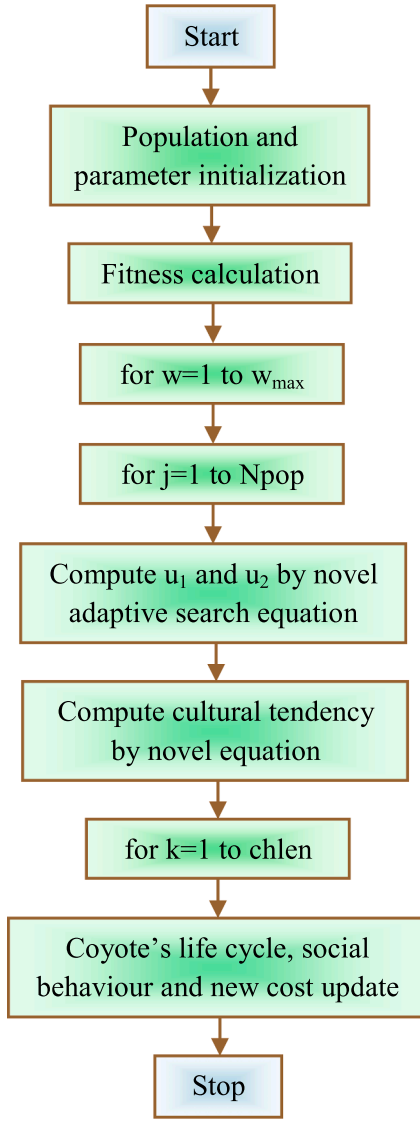 Start
Population and
parameter initialization
Fitness calculation
for w=1 to wmax
for j=1 to Npop
Compute u1 and u2 by novel
adaptive search equation
Compute cultural tendency
by novel equation
for k=1 to chlen
Coyote's life cycle, social
behaviour and new cost update
Stop